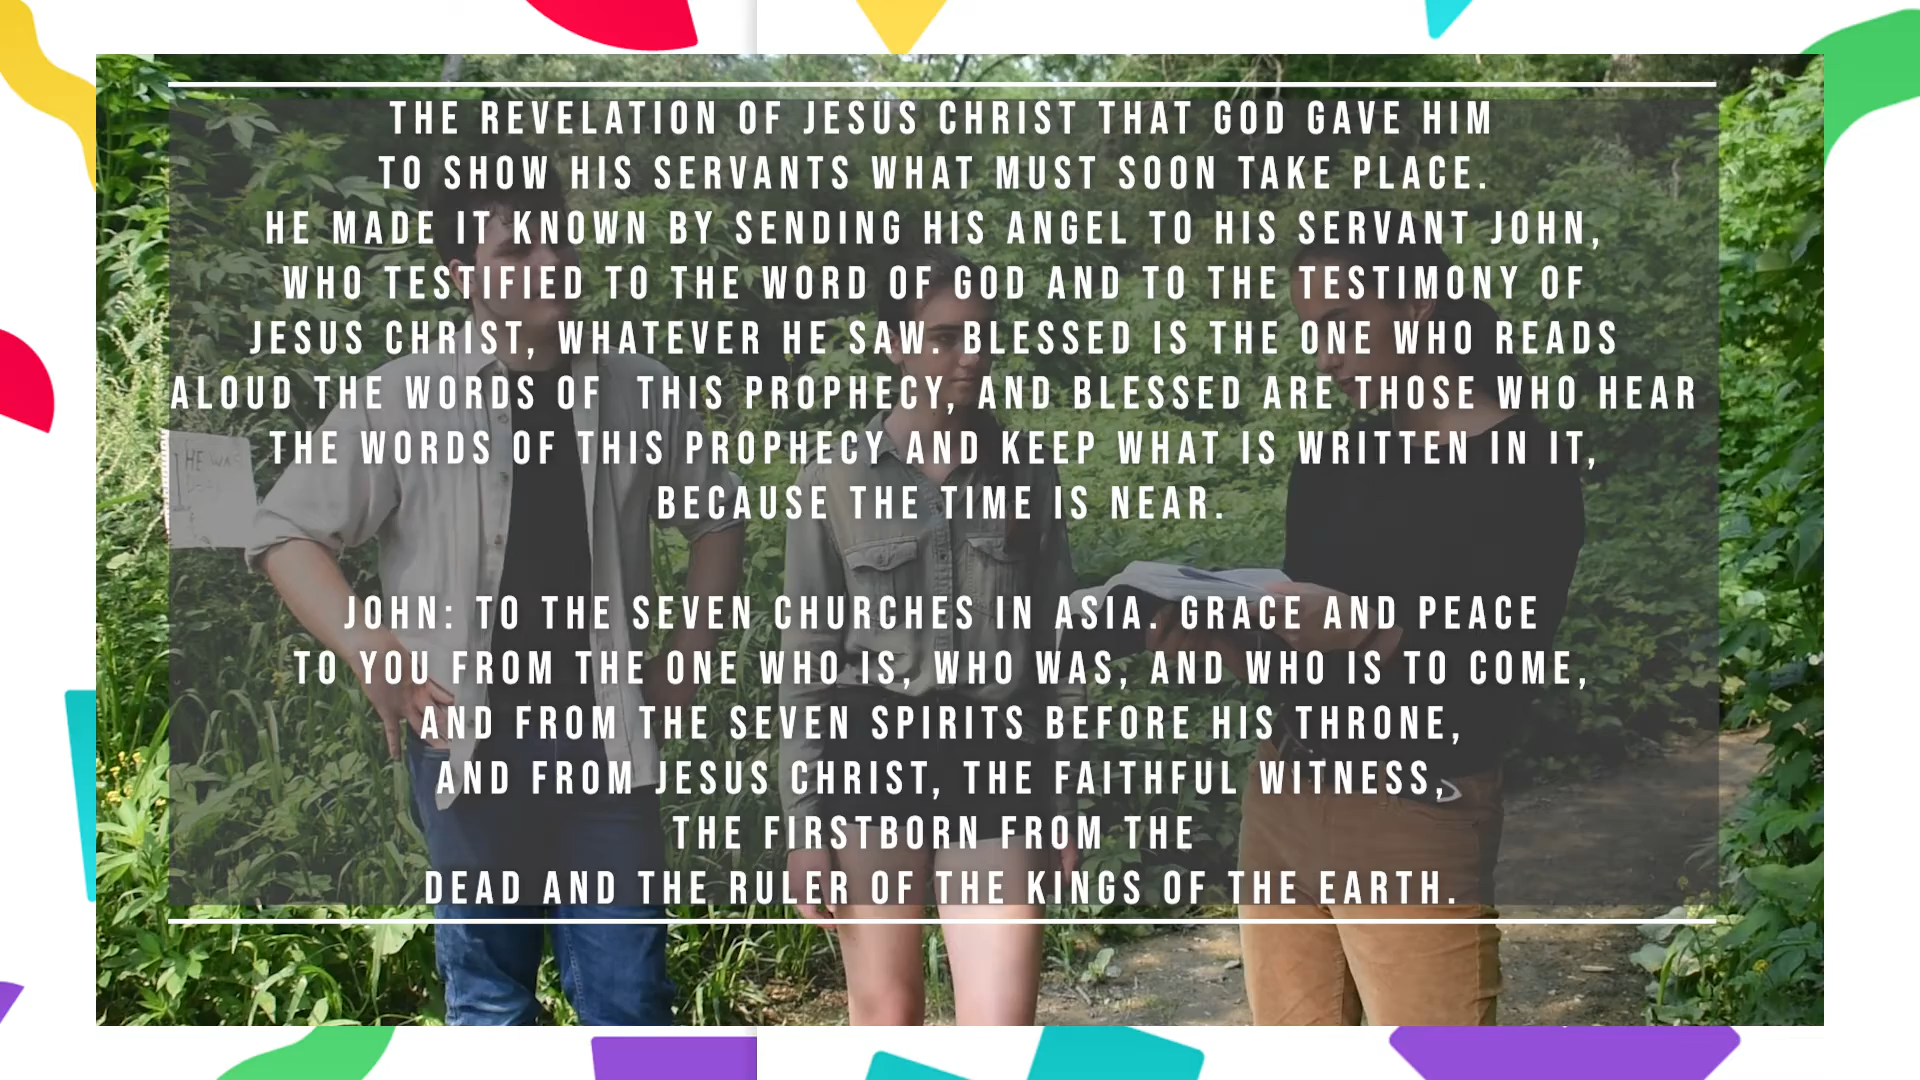 THE REVELATION OF JESUS CHRIST THAT GOD GAVE HIM
TO SHOW HIS SERVANTS WHAT MUST SOON TAKE PLACE.
HE MADE IT KNOWN BY SENDING HIS ANGEL TO HIS SERVANT JOHN,
WHO TESTIFIED TO THE WORD OF GOD AND TO THE TESTIMONY OF
JESUS CHRIST, WHATEVER HE SAW. BLESSED IS THE ONE WHO READS
ALOUD THE WORDS OF THIS PROPHECY, AND BLESSED ARE THOSE WHO HEAR
THE WORDS OF THIS PROPHECY AND KEEP WHAT IS WRITTEN IN IT,
BECAUSE THE TIME IS NEAR.
HE WAS
JOHN: TO THE SEVEN CHURCHES IN ASIA. GRACE AND PEACE
TO YOU FROM THE ONE WHO IS, WHO WAS, AND WHO IS TO COME,
AND FROM THE SEVEN SPIRITS BEFORE HIS THRONE,
AND FROM JESUS CHRIST, THE FAITHFUL WITNESS,
THE FIRSTBORN FROM THE
DEAD AND THE RULER OF THE KINGS OF THE EARTH.